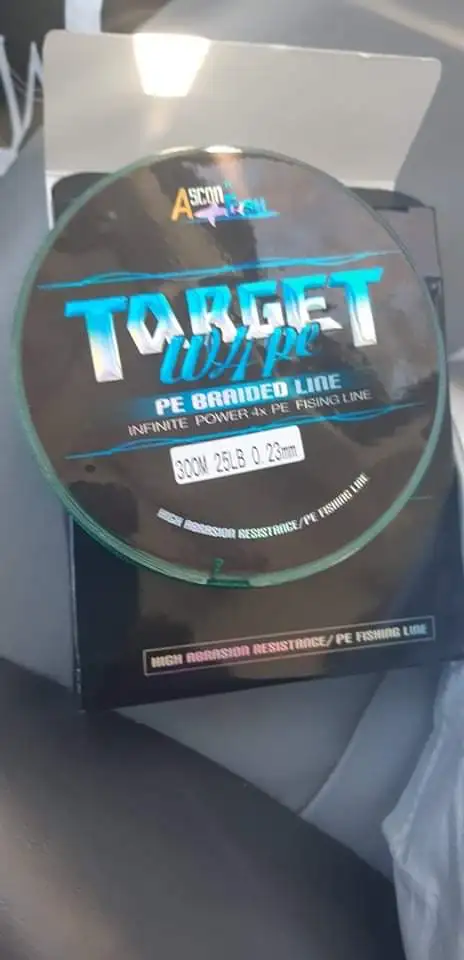 ASCON FISH
TARGET
W4 PE
PE BRAIDED LINE
INFINITE POWER 4x PE FISING LINE
300M 25LB 0.23mm
HIGH ABRASION RESISTANCE/PE FISHING LINE
HIGH ABRASION RESISTANCE/ PE FISHING LINE